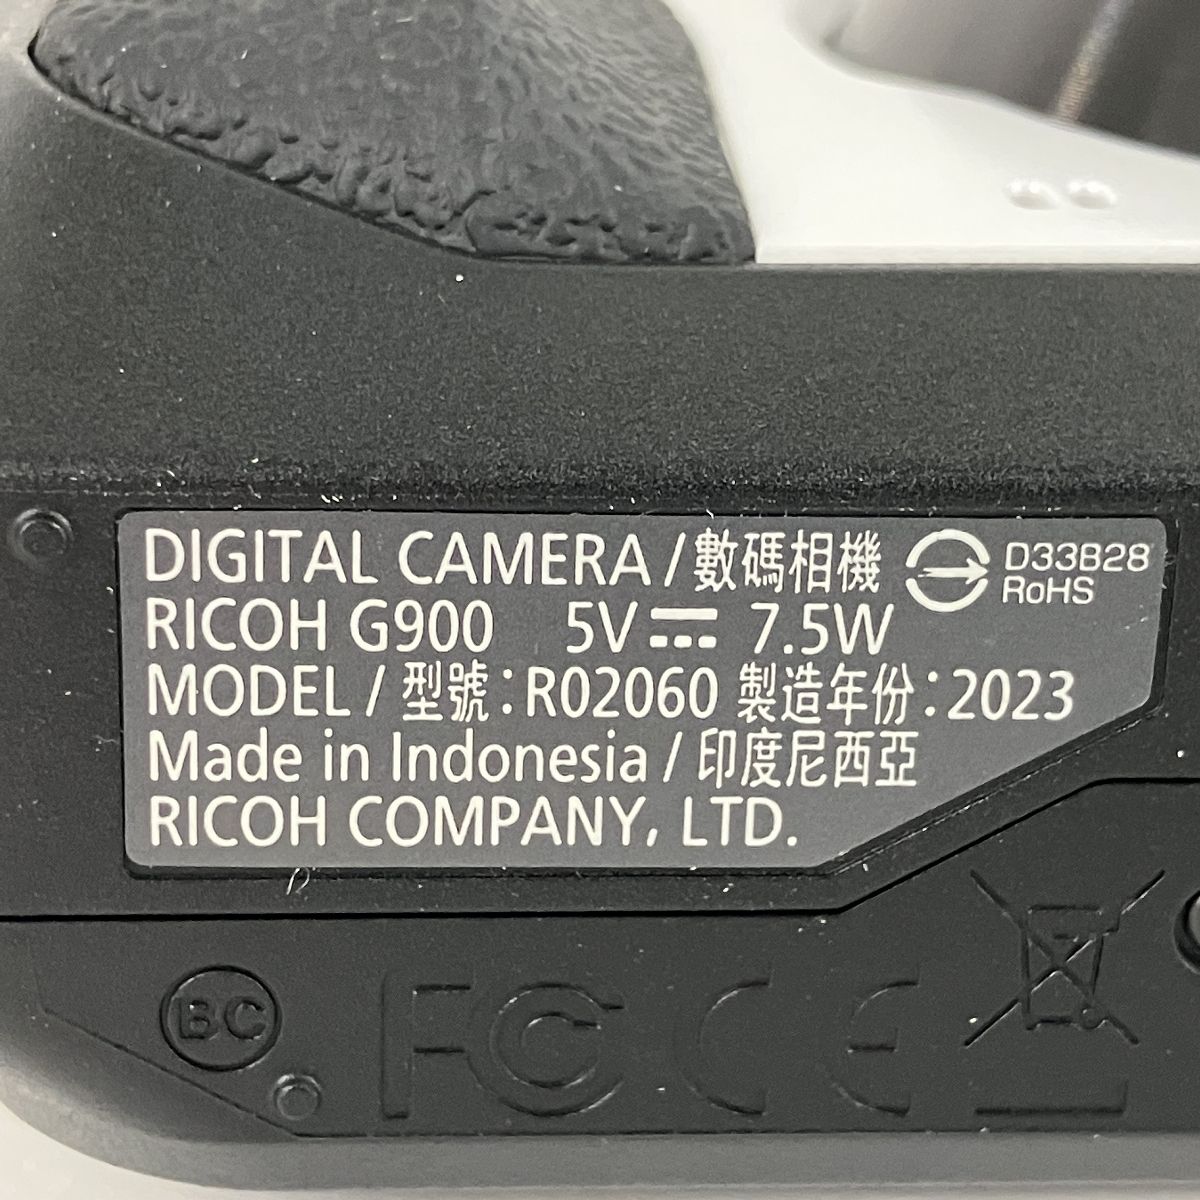 DIGITAL CAMERA / 數碼相機 D33B28
RoHS
RICOH G900 5V⎓ 7.5W
MODEL / 型號:R02060 製造年份:2023
Made in Indonesia / 印度尼西亞
RICOH COMPANY, LTD.
BC FC CE